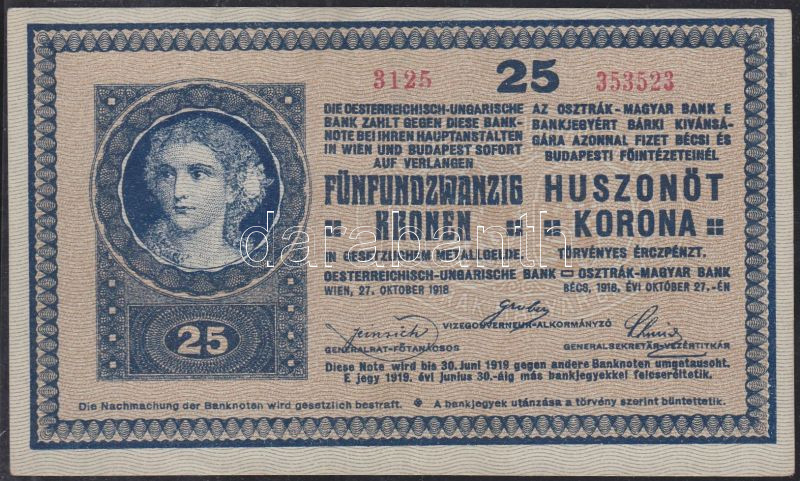 3125 25 353523
DIE OESTERREICHISCH-UNGARISCHE
BANK ZAHLT GEGEN DIESE BANK-
NOTE BEI IHREN HAUPTANSTALTEN
IN WIEN UND BUDAPEST SOFORT
AUF VERLANGEN
FÜNFUNDZWANZIG
KRONEN
IN GESETZLICHEM METALLGELDE.
AZ OSZTRÁK-MAGYAR BANK E
BANKJEGYÉRT BÁRKI KIVÁNSÁ-
GÁRA AZONNAL FIZET BÉCSI ÉS
BUDAPESTI FŐINTÉZETEINÉL
HUSZONÖT
KORONA
TÖRVÉNYES ÉRCZPÉNZT.
darabanth
OESTERREICHISCH-UNGARISCHE BANK OSZTRÁK-MAGYAR BANK
WIEN, 27. OKTOBER 1918 BÉCS, 1918. ÉVI OKTÓBER 27.-ÉN
VIZEGOUVERNEUR-ALKORMÁNYZÓ
GENERALRAT-FŐTANÁCSOS GENERALSEKRETÄR-VEZÉRTITKÁR
25
Diese Note wird bis 30. Juni 1919 gegen andere Banknoten umgetauscht.
E jegy 1919. évi junius 30.-áig más bankjegyekkel felcseréltetik.
Die Nachmachung der Banknoten wird gesetzlich bestraft. A bankjegyek utánzása a törvény szerint büntettetik.